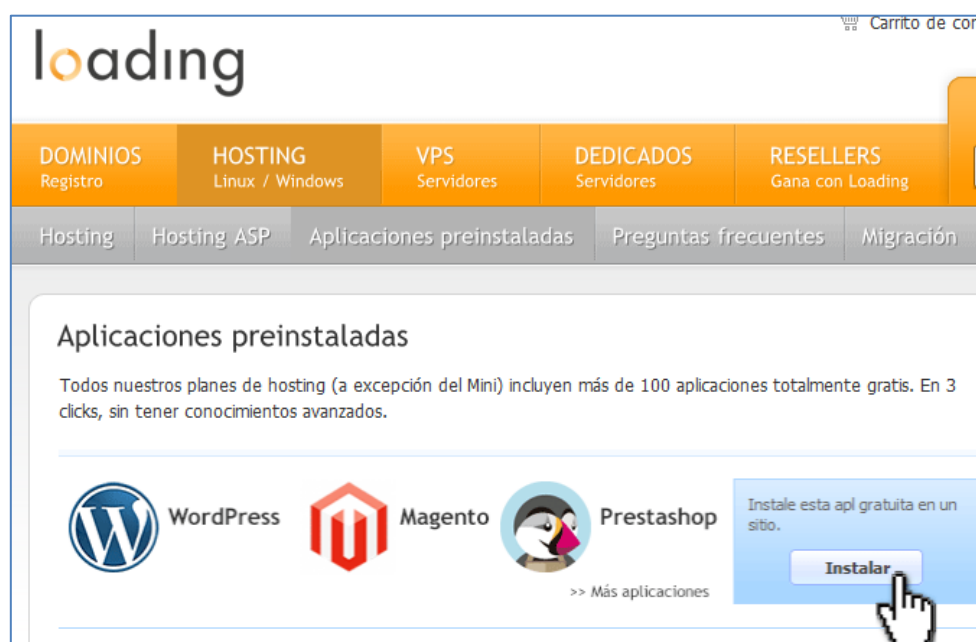 Carrito de co
loading
DOMINIOS
Registro
HOSTING
Linux / Windows
VPS
Servidores
DEDICADOS
Servidores
RESELLERS
Gana con Loading
Hosting
Hosting ASP
Aplicaciones preinstaladas
Preguntas frecuentes
Migración
Aplicaciones preinstaladas
Todos nuestros planes de hosting (a excepción del Mini) incluyen más de 100 aplicaciones totalmente gratis. En 3
clicks, sin tener conocimientos avanzados.
WordPress
Magento
Prestashop
>> Más aplicaciones
Instale esta apl gratuita en un
sitio.
Instalar